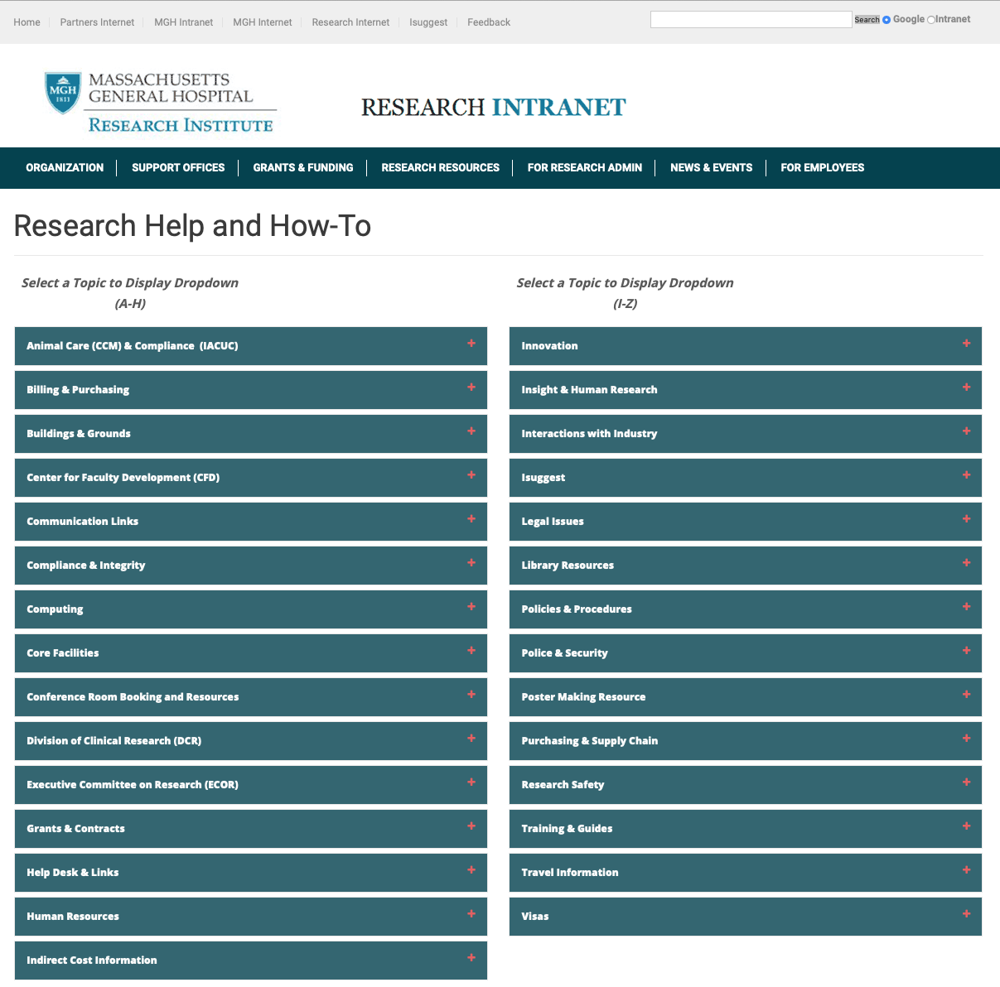 Home
Partners Internet
MGH Intranet
MGH Internet
Research Internet
Isuggest
Feedback
Search
Google
Intranet
MGH
1811
MASSACHUSETTS
GENERAL HOSPITAL
RESEARCH INSTITUTE
RESEARCH INTRANET
ORGANIZATION
SUPPORT OFFICES
GRANTS & FUNDING
RESEARCH RESOURCES
FOR RESEARCH ADMIN
NEWS & EVENTS
FOR EMPLOYEES
Research Help and How-To
Select a Topic to Display Dropdown
(A-H)
Animal Care (CCM) & Compliance (IACUC)
Billing & Purchasing
Buildings & Grounds
Center for Faculty Development (CFD)
Communication Links
Compliance & Integrity
Computing
Core Facilities
Conference Room Booking and Resources
Division of Clinical Research (DCR)
Executive Committee on Research (ECOR)
Grants & Contracts
Help Desk & Links
Human Resources
Indirect Cost Information
Select a Topic to Display Dropdown
(I-Z)
Innovation
Insight & Human Research
Interactions with Industry
Isuggest
Legal Issues
Library Resources
Policies & Procedures
Police & Security
Poster Making Resource
Purchasing & Supply Chain
Research Safety
Training & Guides
Travel Information
Visas